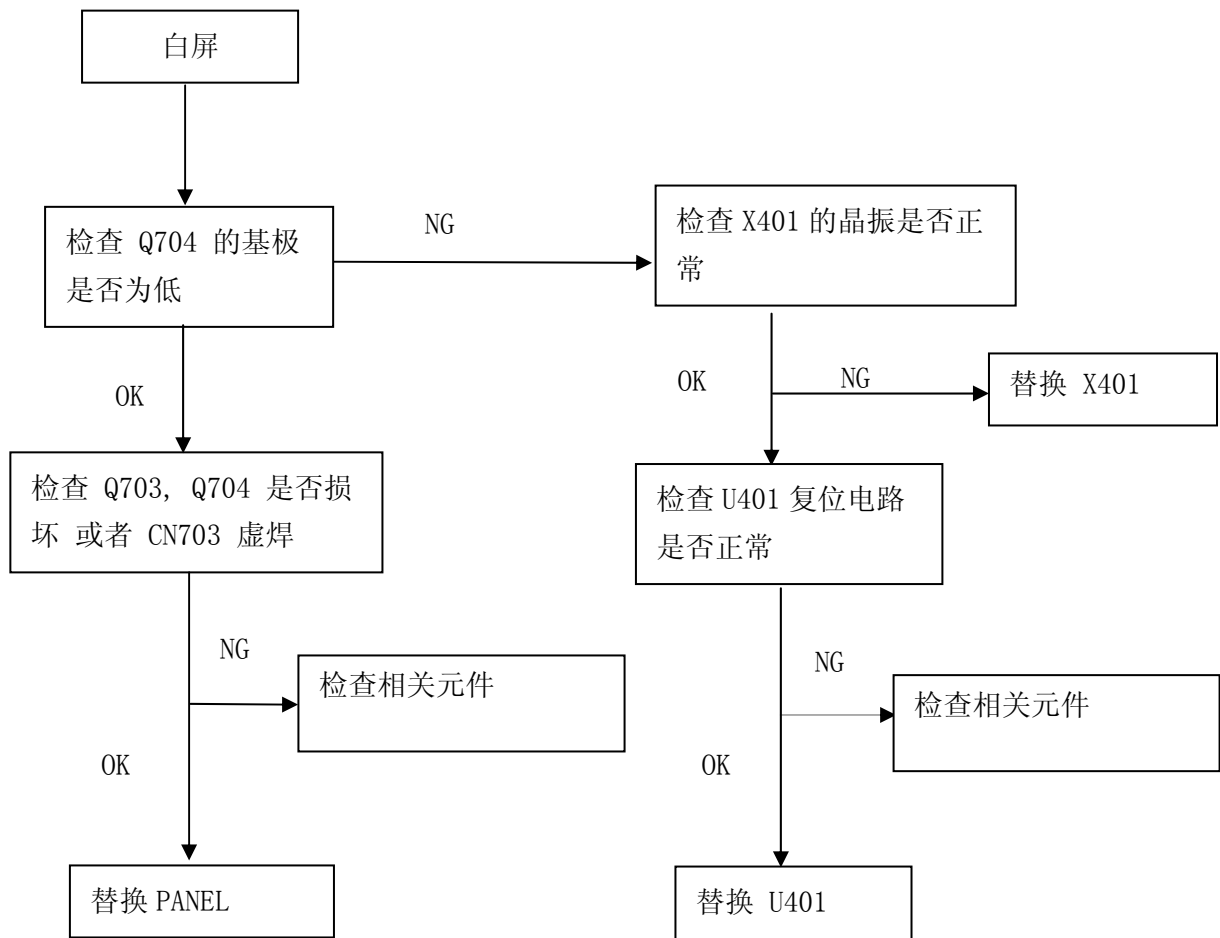 白屏
检查 Q704 的基极
是否为低
NG
检查 X401 的晶振是否正
常
OK
OK
NG
替换 X401
检查 Q703, Q704 是否损
坏 或者 CN703 虚焊
检查 U401 复位电路
是否正常
NG
检查相关元件
NG
检查相关元件
OK
OK
替换 PANEL
替换 U401